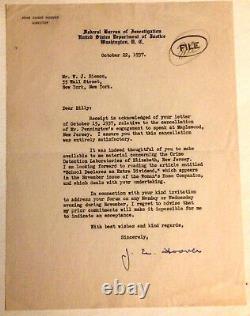 JOHN EDGAR HOOVER
DIRECTOR
Federal Bureau of Investigation
United States Department of Justice
Washington, D. C.
FILE
October 22, 1937.
Mr. W. J.
Wall Street,
New York, New York.
Dear Billy:
Receipt is acknowledged of your letter
of October 15, 1937, relative to the cancellation
of Mr. Pennington's engagement to speak at Maplewood,
New Jersey. I assure you that this cancellation
was entirely satisfactory.
It was indeed thoughtful of you to make
available to me material concerning the Crime
Detection Laboratories of Elizabeth, New Jersey.
I am looking forward to reading the article entitled
"School Declares an Extra Dividend," which appears
in the November issue of the Woman's Home Companion,
and which deals with your undertaking.
In connection with your kind invitation
to address your forum on any Monday or Wednesday
evening during November, I regret to advise that
my prior commitments will make it impossible for me
to indicate an acceptance.
With best wishes and kind regards,
Sincerely,
J. E. Hoover